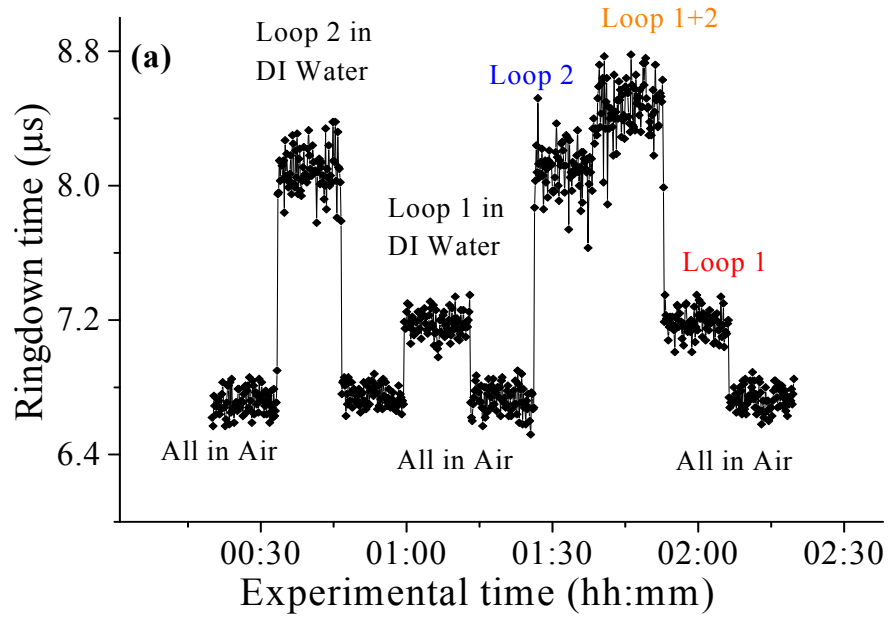 (a)
Loop 2 in
DI Water
Loop 1 in
DI Water
Loop 2
Loop 1+2
Loop 1
All in Air
All in Air
All in Air
Ringdown time (μs)
8.8
8.0
7.2
6.4
00:30
01:00
01:30
02:00
02:30
Experimental time (hh:mm)